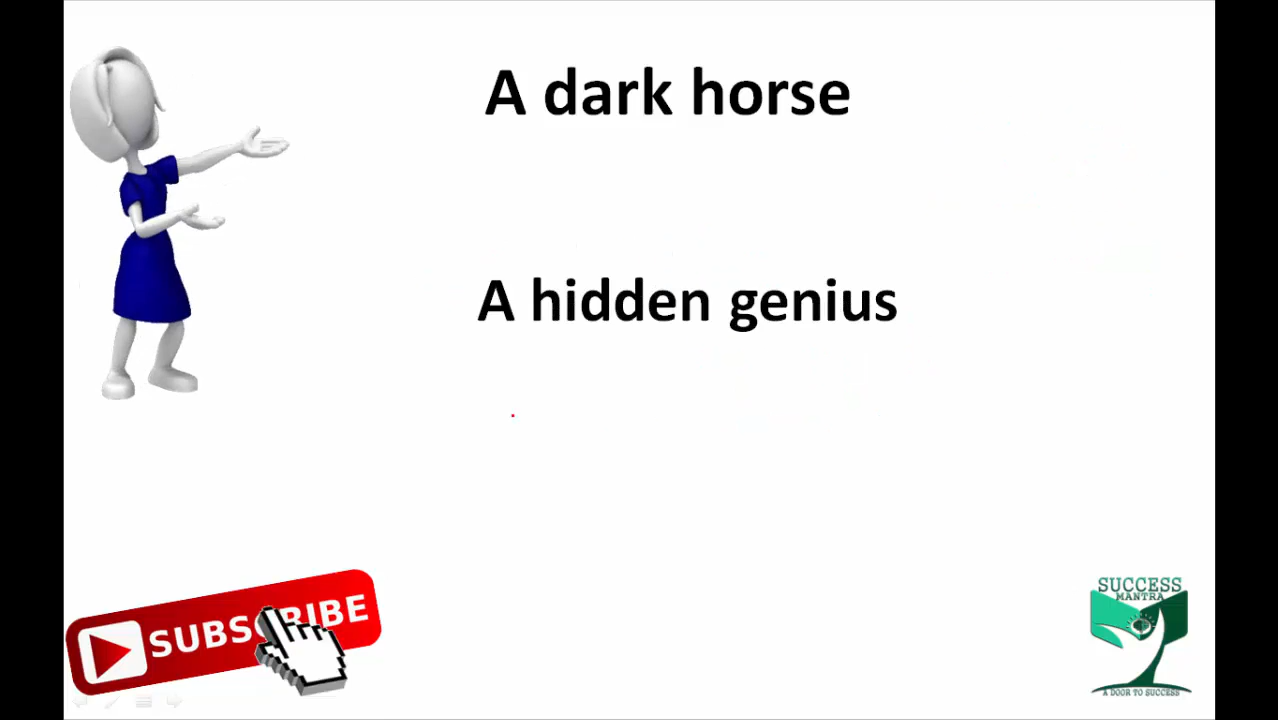 A dark horse
A hidden genius
SUBSCRIBE
SUCCESS
MANTRA
A DOOR TO SUCCESS